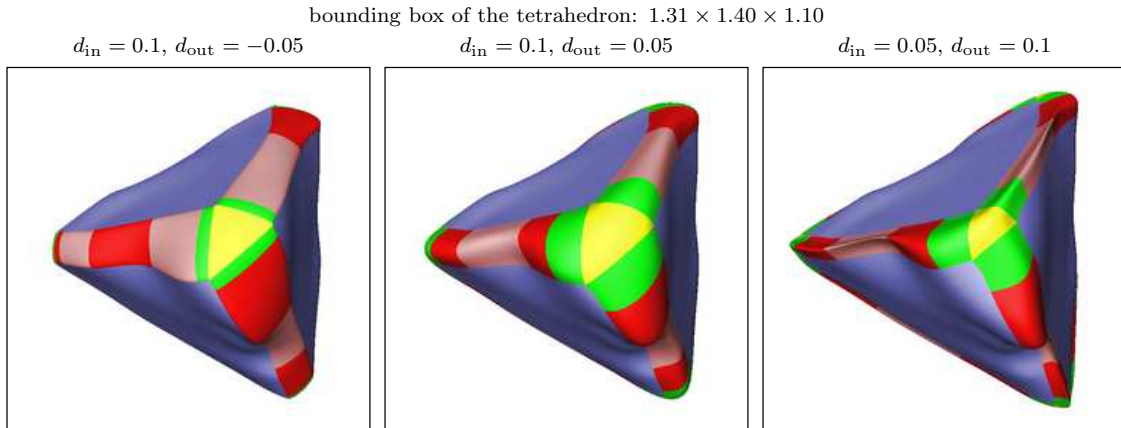 bounding box of the tetrahedron: 1.31 × 1.40 × 1.10
d_in = 0.1, d_out = −0.05 d_in = 0.1, d_out = 0.05 d_in = 0.05, d_out = 0.1